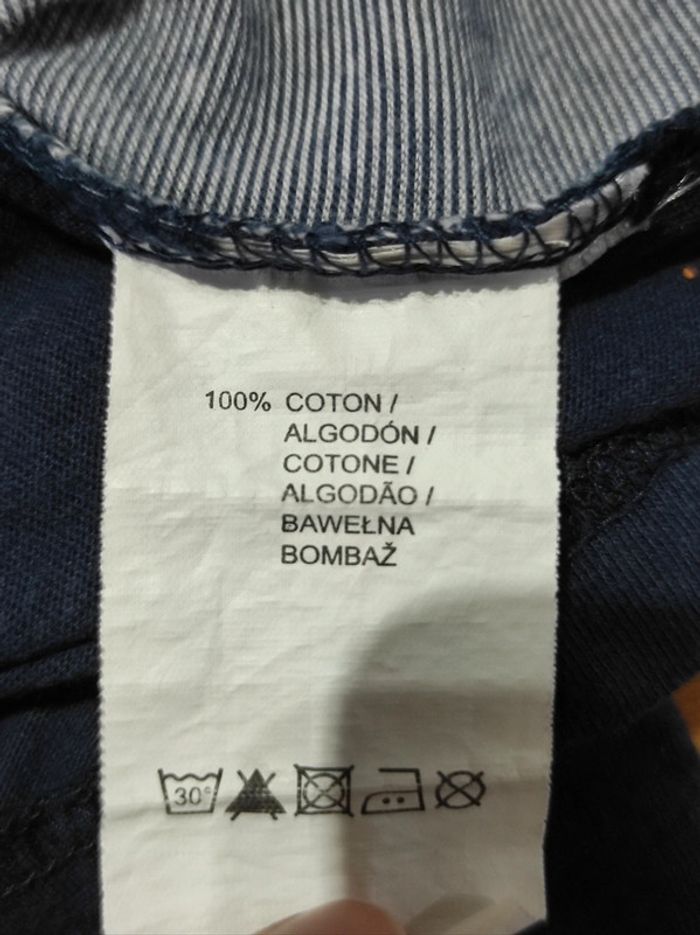 100% COTON /
ALGODÓN /
COTONE /
ALGODÃO /
BAWEŁNA
BOMBAŽ
30°